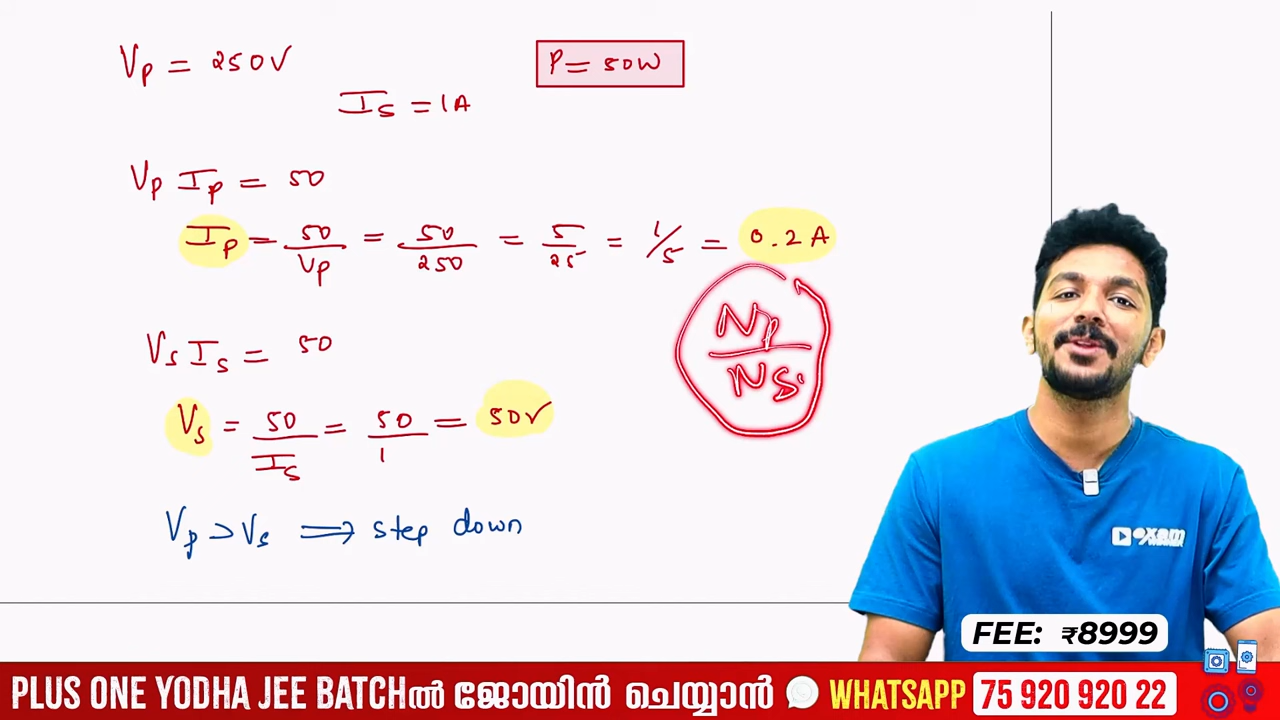 Vp = 250V
P = 50W
Is = 1A
Vp Ip = 50
Ip = 50/Vp = 50/250 = 5/25 = 1/5 = 0.2 A
Np/Ns
Vs Is = 50
Vs = 50/Is = 50/1 = 50V
Vp > Vs ⟹ step down
exam
FEE: ₹8999
PLUS ONE YODHA JEE BATCHൽ ജോയിൻ ചെയ്യാൻ WHATSAPP 75 920 920 22